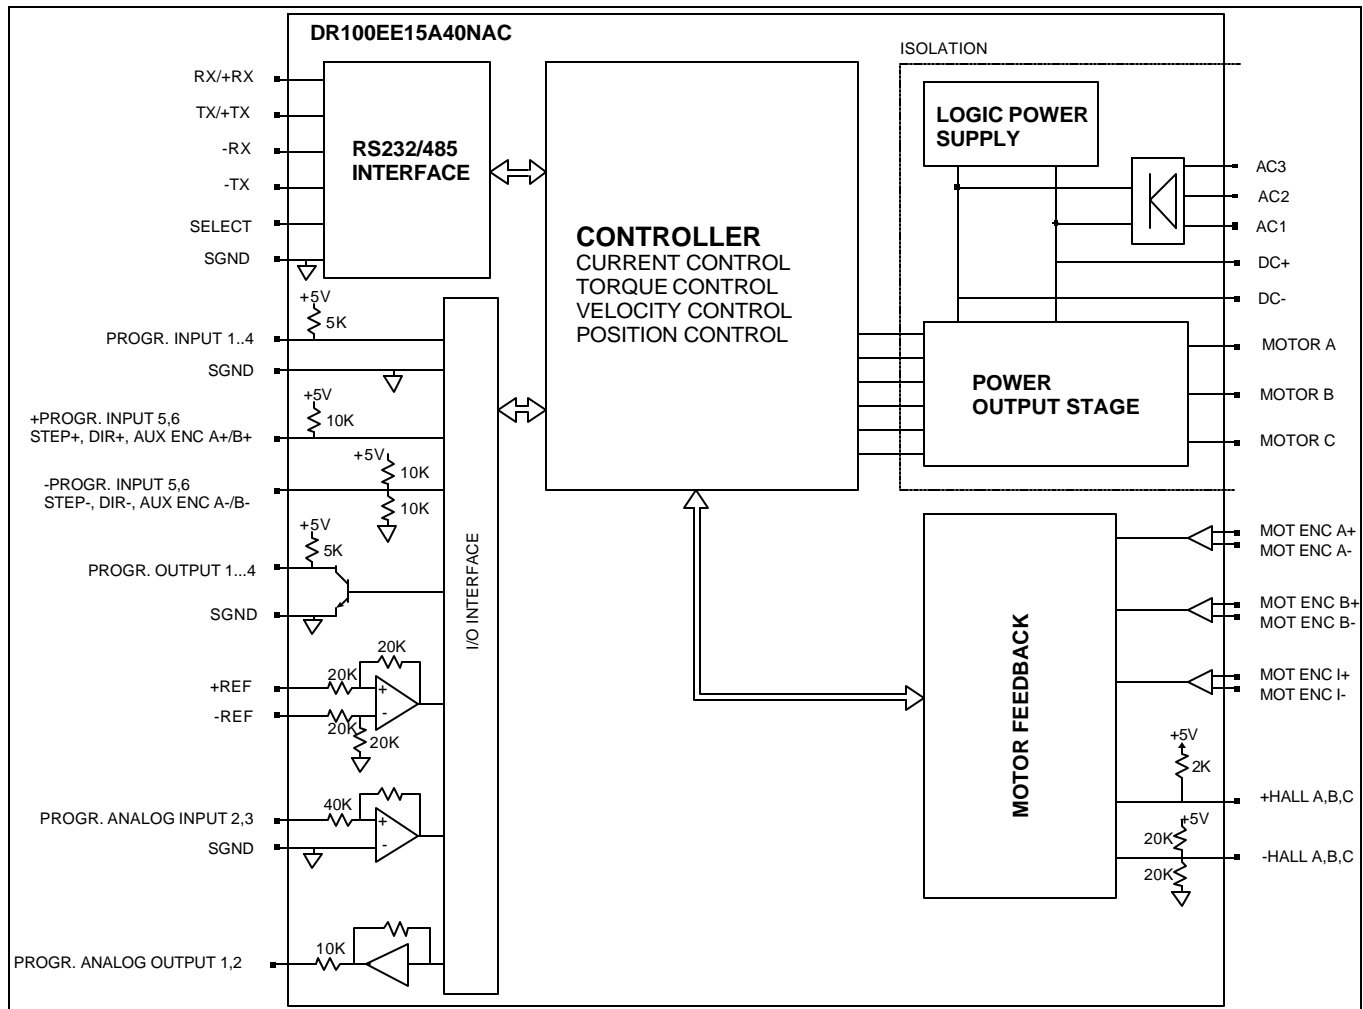 DR100EE15A40NAC
ISOLATION
RX/+RX
TX/+TX
-RX
-TX
SELECT
SGND
RS232/485
INTERFACE
CONTROLLER
CURRENT CONTROL
TORQUE CONTROL
VELOCITY CONTROL
POSITION CONTROL
LOGIC POWER
SUPPLY
AC3
AC2
AC1
DC+
DC-
POWER
OUTPUT STAGE
MOTOR A
MOTOR B
MOTOR C
+5V
5K
PROGR. INPUT 1..4
SGND
+5V
10K
+PROGR. INPUT 5,6
STEP+, DIR+, AUX ENC A+/B+
+5V
10K
-PROGR. INPUT 5,6
STEP-, DIR-, AUX ENC A-/B-
10K
+5V
5K
PROGR. OUTPUT 1...4
SGND
I/O INTERFACE
20K
20K
+REF
+
-REF
-
20K
20K
40K
PROGR. ANALOG INPUT 2,3
+
SGND
-
10K
PROGR. ANALOG OUTPUT 1,2
MOTOR FEEDBACK
MOT ENC A+
MOT ENC A-
MOT ENC B+
MOT ENC B-
MOT ENC I+
MOT ENC I-
+5V
2K
+HALL A,B,C
+5V
20K
-HALL A,B,C
20K